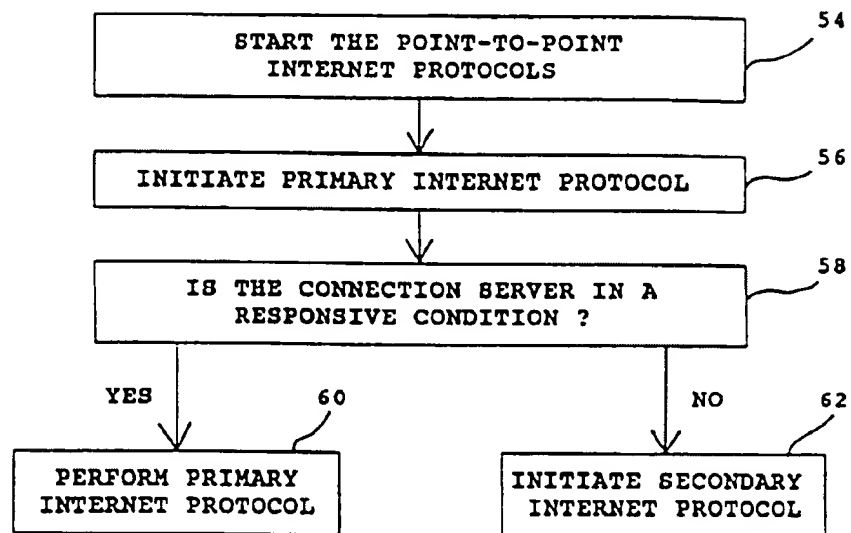 54
START THE POINT-TO-POINT
INTERNET PROTOCOLS
56
INITIATE PRIMARY INTERNET PROTOCOL
58
IS THE CONNECTION SERVER IN A
RESPONSIVE CONDITION ?
YES
60
NO
62
PERFORM PRIMARY
INTERNET PROTOCOL
INITIATE SECONDARY
INTERNET PROTOCOL